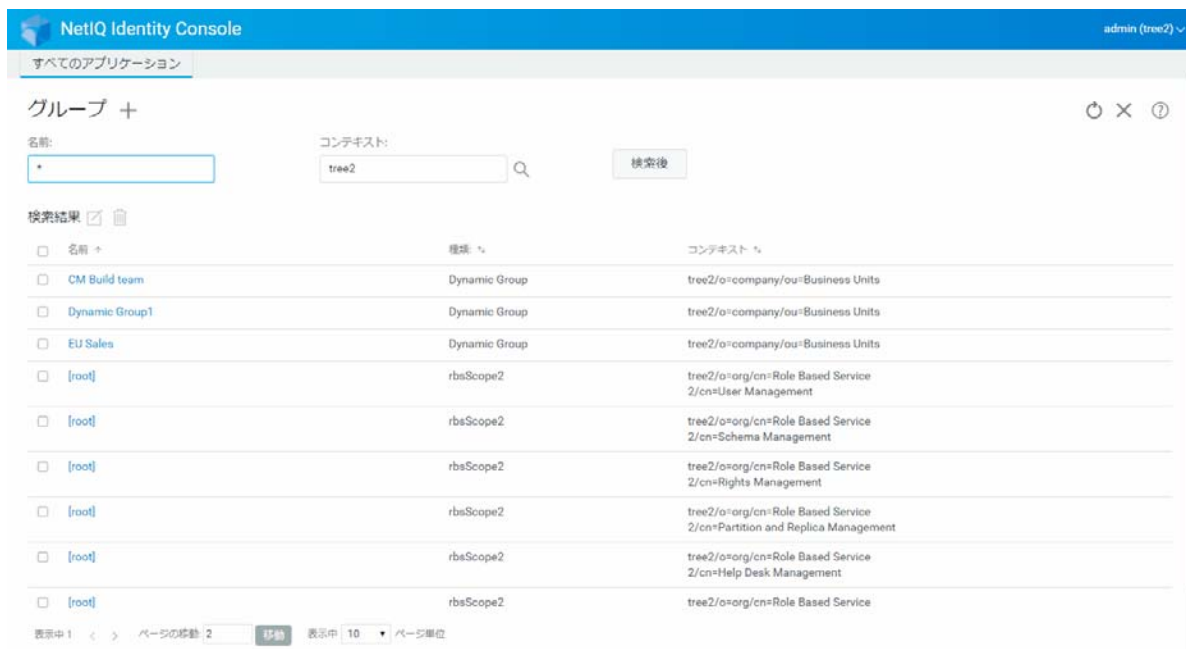 NetIQ Identity Console
admin (tree2)
すべてのアプリケーション
グループ
名前:
コンテキスト:
*
tree2
検索後
検索結果
名前
種類:
コンテキスト
CM Build team
Dynamic Group
tree2/o=company/ou=Business Units
Dynamic Group1
Dynamic Group
tree2/o=company/ou=Business Units
EU Sales
Dynamic Group
tree2/o=company/ou=Business Units
[root]
rbsScope2
tree2/o=org/cn=Role Based Service
2/cn=User Management
[root]
rbsScope2
tree2/o=org/cn=Role Based Service
2/cn=Schema Management
[root]
rbsScope2
tree2/o=org/cn=Role Based Service
2/cn=Rights Management
[root]
rbsScope2
tree2/o=org/cn=Role Based Service
2/cn=Partition and Replica Management
[root]
rbsScope2
tree2/o=org/cn=Role Based Service
2/cn=Help Desk Management
[root]
rbsScope2
tree2/o=org/cn=Role Based Service
表示中 1 < > ページの移動 2 移動 表示中 10 ページ単位